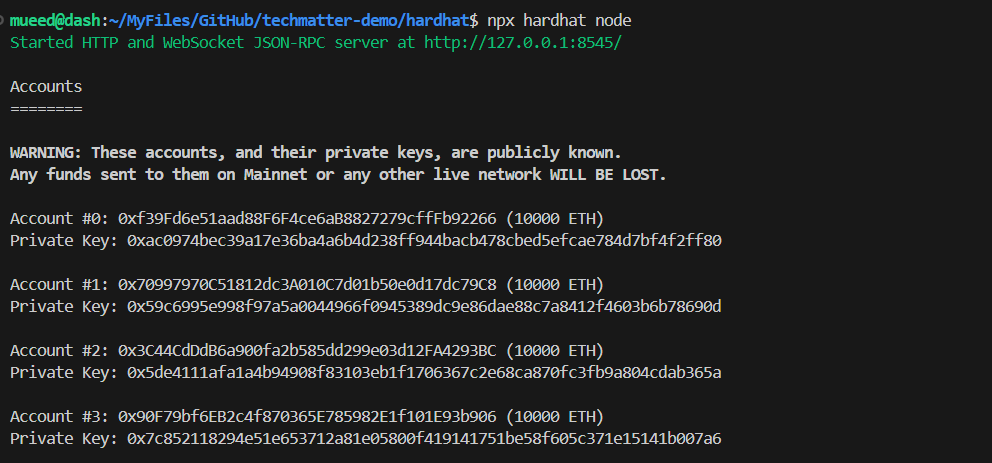 mueed@dash:~/MyFiles/GitHub/techmatter-demo/hardhat$ npx hardhat node
Started HTTP and WebSocket JSON-RPC server at http://127.0.0.1:8545/
Accounts
========
WARNING: These accounts, and their private keys, are publicly known.
Any funds sent to them on Mainnet or any other live network WILL BE LOST.
Account #0: 0xf39Fd6e51aad88F6F4ce6aB8827279cffFb92266 (10000 ETH)
Private Key: 0xac0974bec39a17e36ba4a6b4d238ff944bacb478cbed5efcae784d7bf4f2ff80
Account #1: 0x70997970C51812dc3A010C7d01b50e0d17dc79C8 (10000 ETH)
Private Key: 0x59c6995e998f97a5a0044966f0945389dc9e86dae88c7a8412f4603b6b78690d
Account #2: 0x3C44CdDdB6a900fa2b585dd299e03d12FA4293BC (10000 ETH)
Private Key: 0x5de4111afa1a4b94908f83103eb1f1706367c2e68ca870fc3fb9a804cdab365a
Account #3: 0x90F79bf6EB2c4f870365E785982E1f101E93b906 (10000 ETH)
Private Key: 0x7c852118294e51e653712a81e05800f419141751be58f605c371e15141b007a6